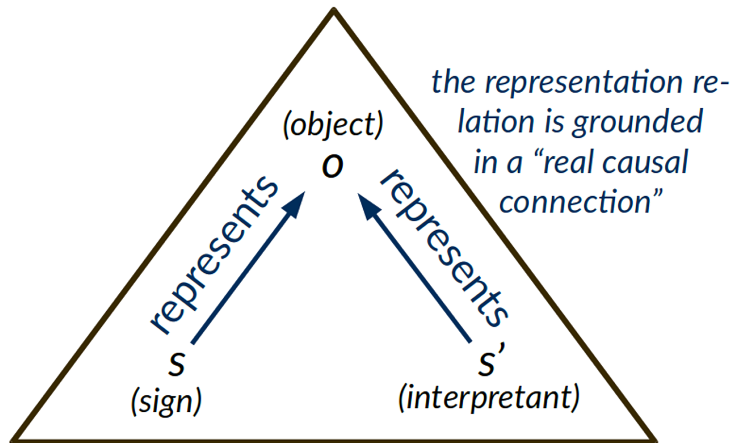 the representation re-
lation is grounded
in a “real causal
connection”
(object)
o
represents
represents
s
s’
(sign)
(interpretant)